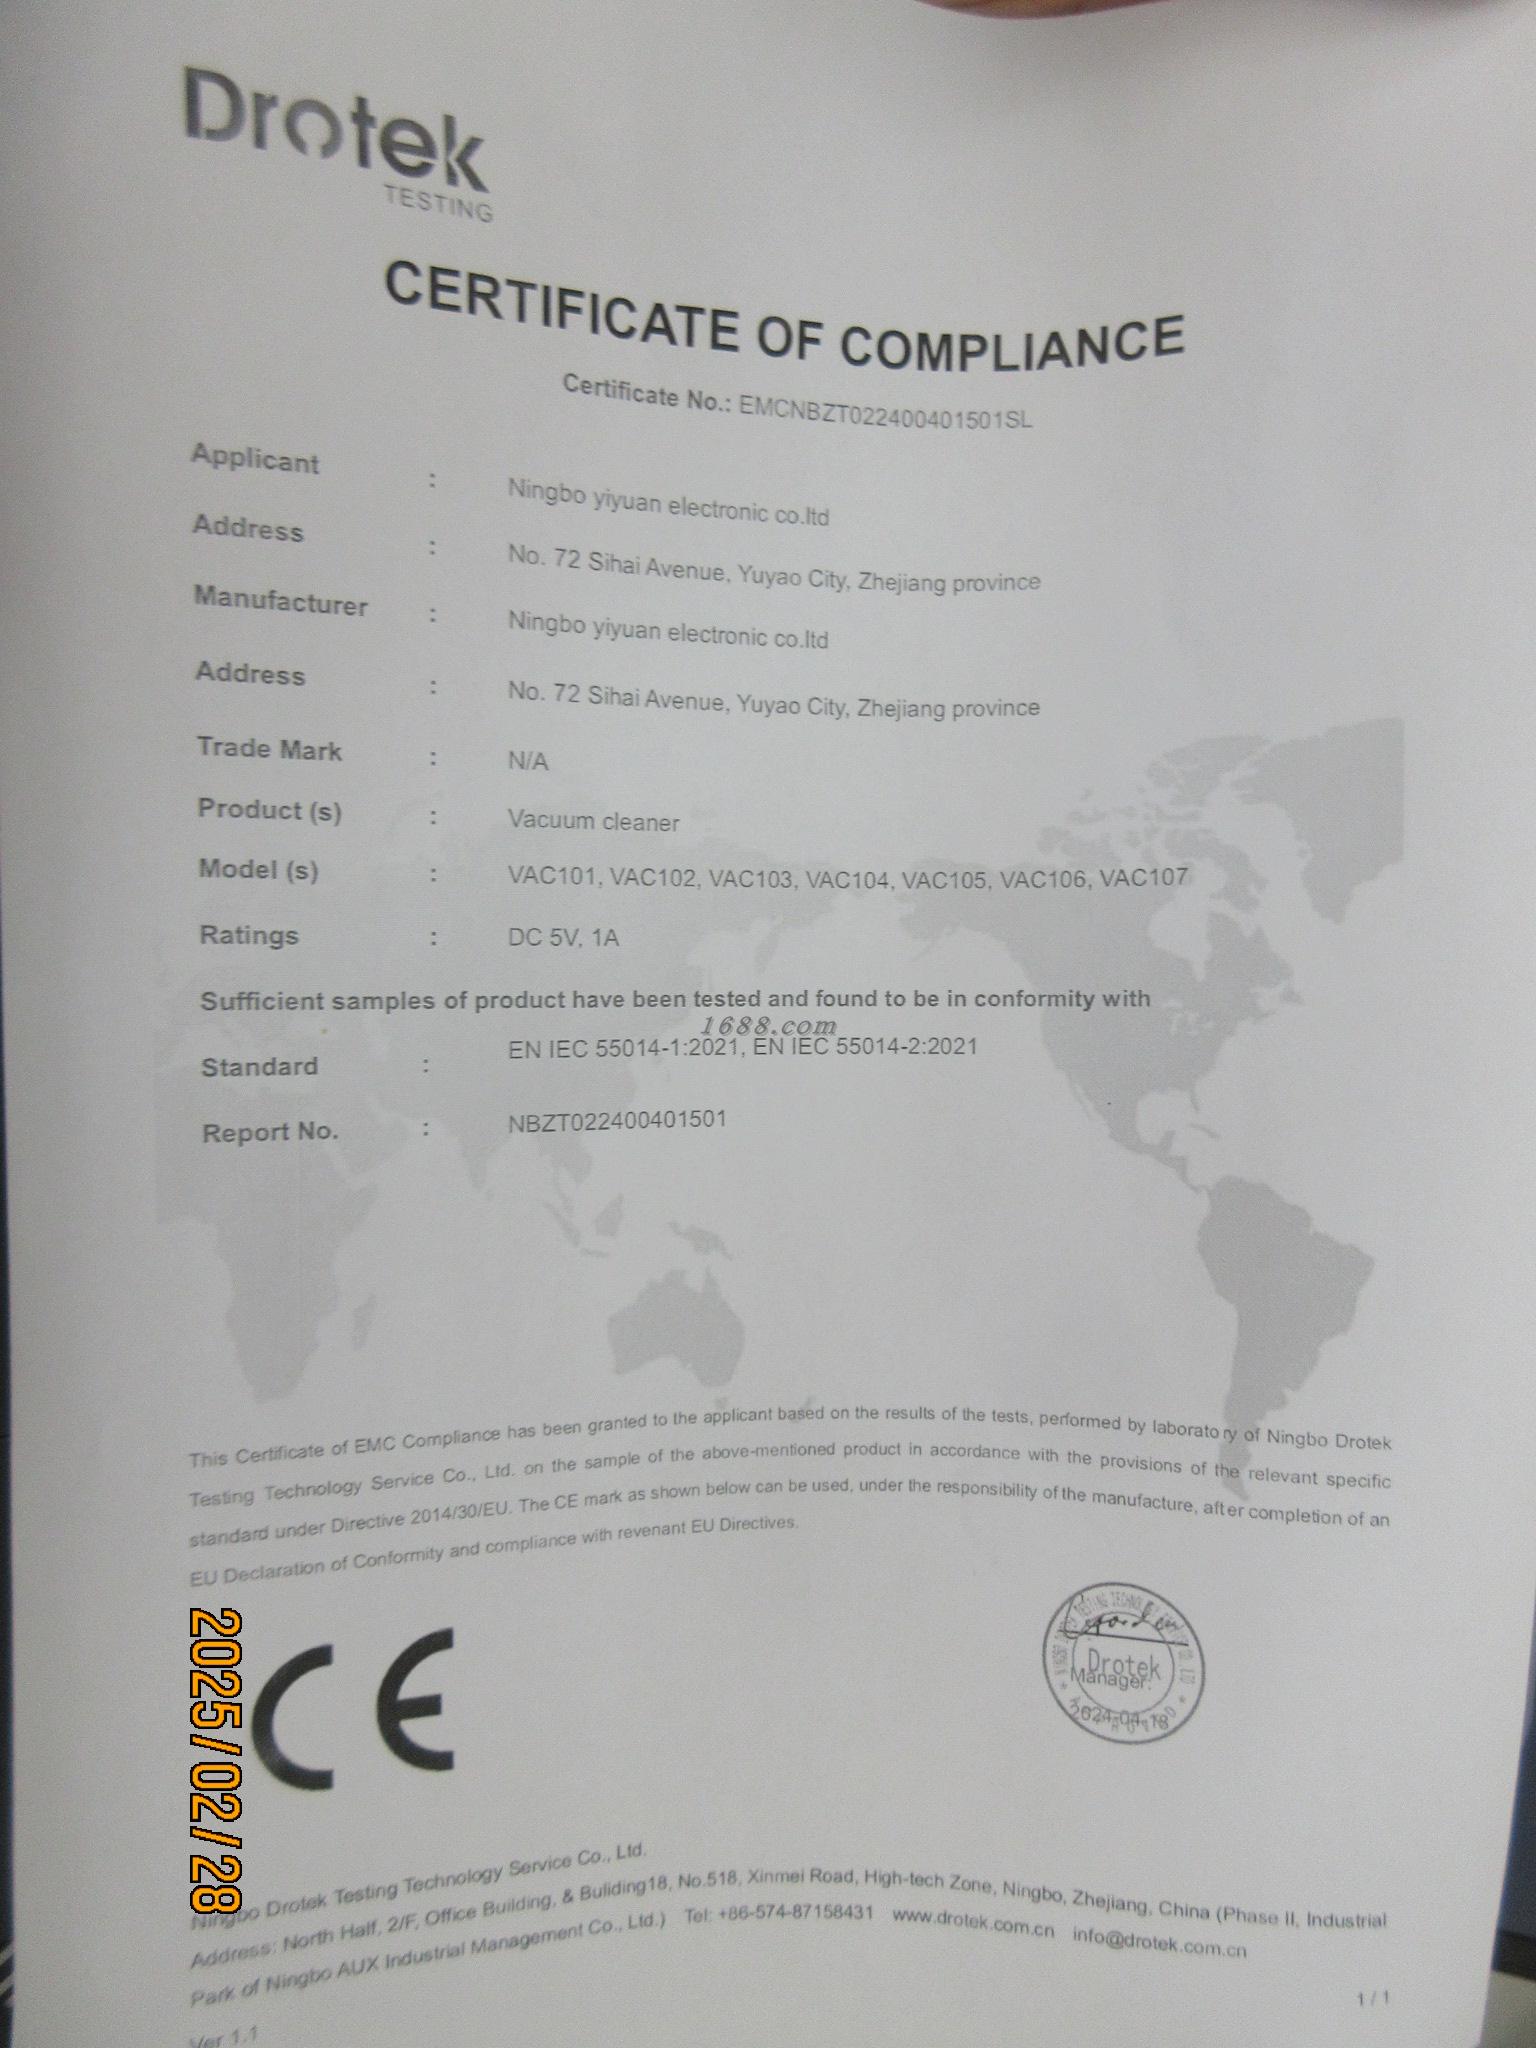 Drotek
TESTING
CERTIFICATE OF COMPLIANCE
Certificate No.: EMCNBZT022400401501SL
Applicant : Ningbo yiyuan electronic co.ltd
Address : No. 72 Sihai Avenue, Yuyao City, Zhejiang province
Manufacturer : Ningbo yiyuan electronic co.ltd
Address : No. 72 Sihai Avenue, Yuyao City, Zhejiang province
Trade Mark : N/A
Product (s) : Vacuum cleaner
Model (s) : VAC101, VAC102, VAC103, VAC104, VAC105, VAC106, VAC107
Ratings : DC 5V, 1A
Sufficient samples of product have been tested and found to be in conformity with
1688.com
Standard : EN IEC 55014-1:2021, EN IEC 55014-2:2021
Report No. : NBZT022400401501
This Certificate of EMC Compliance has been granted to the applicant based on the results of the tests, performed by laboratory of Ningbo Drotek
Testing Technology Service Co., Ltd. on the sample of the above-mentioned product in accordance with the provisions of the relevant specific
standard under Directive 2014/30/EU. The CE mark as shown below can be used, under the responsibility of the manufacture, after completion of an
EU Declaration of Conformity and compliance with revenant EU Directives.
CE
Drotek
Manager:
2024-04-18
2025/02/28
Ningbo Drotek Testing Technology Service Co., Ltd.
Address: North Half, 2/F, Office Building, & Buliding18, No.518, Xinmei Road, High-tech Zone, Ningbo, Zhejiang, China (Phase II, Industrial
Park of Ningbo AUX Industrial Management Co., Ltd.) Tel: +86-574-87158431 www.drotek.com.cn info@drotek.com.cn
1 / 1
Ver 1.1